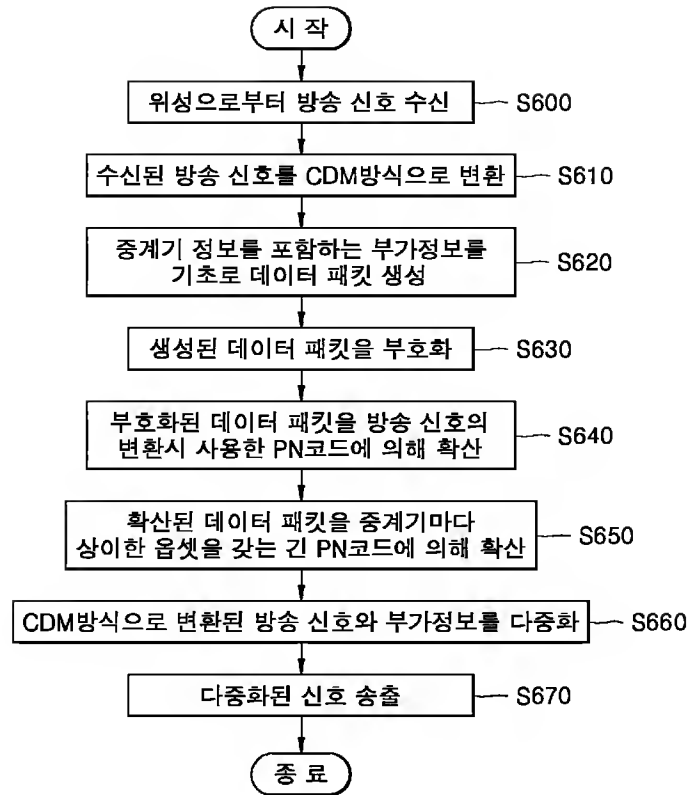 시 작
위성으로부터 방송 신호 수신
S600
수신된 방송 신호를 CDM방식으로 변환
S610
중계기 정보를 포함하는 부가정보를
기초로 데이터 패킷 생성
S620
생성된 데이터 패킷을 부호화
S630
부호화된 데이터 패킷을 방송 신호의
변환시 사용한 PN코드에 의해 확산
S640
확산된 데이터 패킷을 중계기마다
상이한 옵셋을 갖는 긴 PN코드에 의해 확산
S650
CDM방식으로 변환된 방송 신호와 부가정보를 다중화
S660
다중화된 신호 송출
S670
종 료